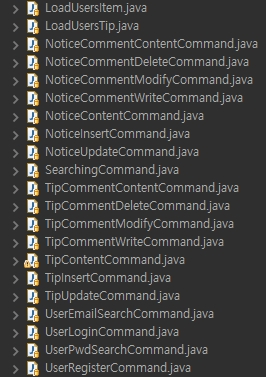 LoadUsersItem.java
LoadUsersTip.java
NoticeCommentContentCommand.java
NoticeCommentDeleteCommand.java
NoticeCommentModifyCommand.java
NoticeCommentWriteCommand.java
NoticeContentCommand.java
NoticeInsertCommand.java
NoticeUpdateCommand.java
SearchingCommand.java
TipCommentContentCommand.java
TipCommentDeleteCommand.java
TipCommentModifyCommand.java
TipCommentWriteCommand.java
TipContentCommand.java
TipInsertCommand.java
TipUpdateCommand.java
UserEmailSearchCommand.java
UserLoginCommand.java
UserPwdSearchCommand.java
UserRegisterCommand.java